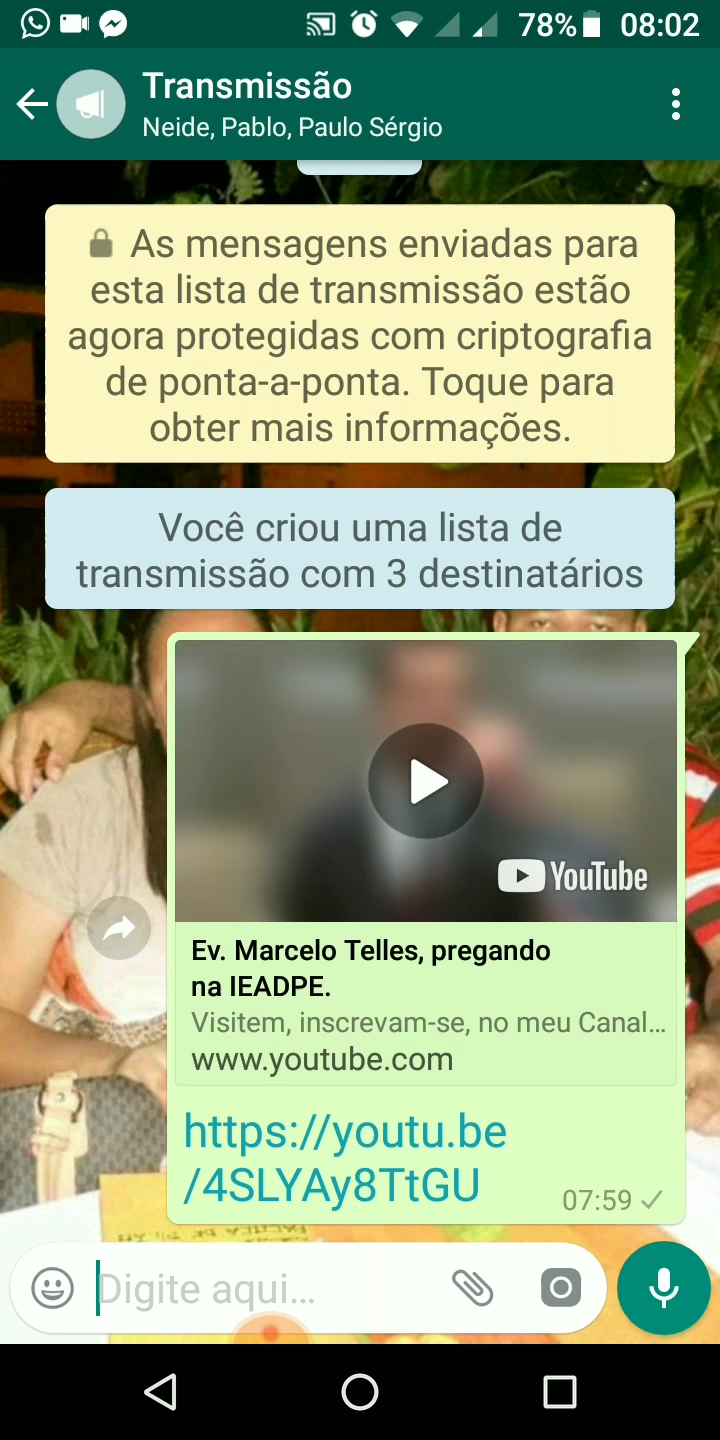 78% 08:02
Transmissão
Neide, Pablo, Paulo Sérgio
As mensagens enviadas para
esta lista de transmissão estão
agora protegidas com criptografia
de ponta-a-ponta. Toque para
obter mais informações.
Você criou uma lista de
transmissão com 3 destinatários
YouTube
Ev. Marcelo Telles, pregando
na IEADPE.
Visitem, inscrevam-se, no meu Canal...
www.youtube.com
https://youtu.be
/4SLYAy8TtGU
07:59
Digite aqui...